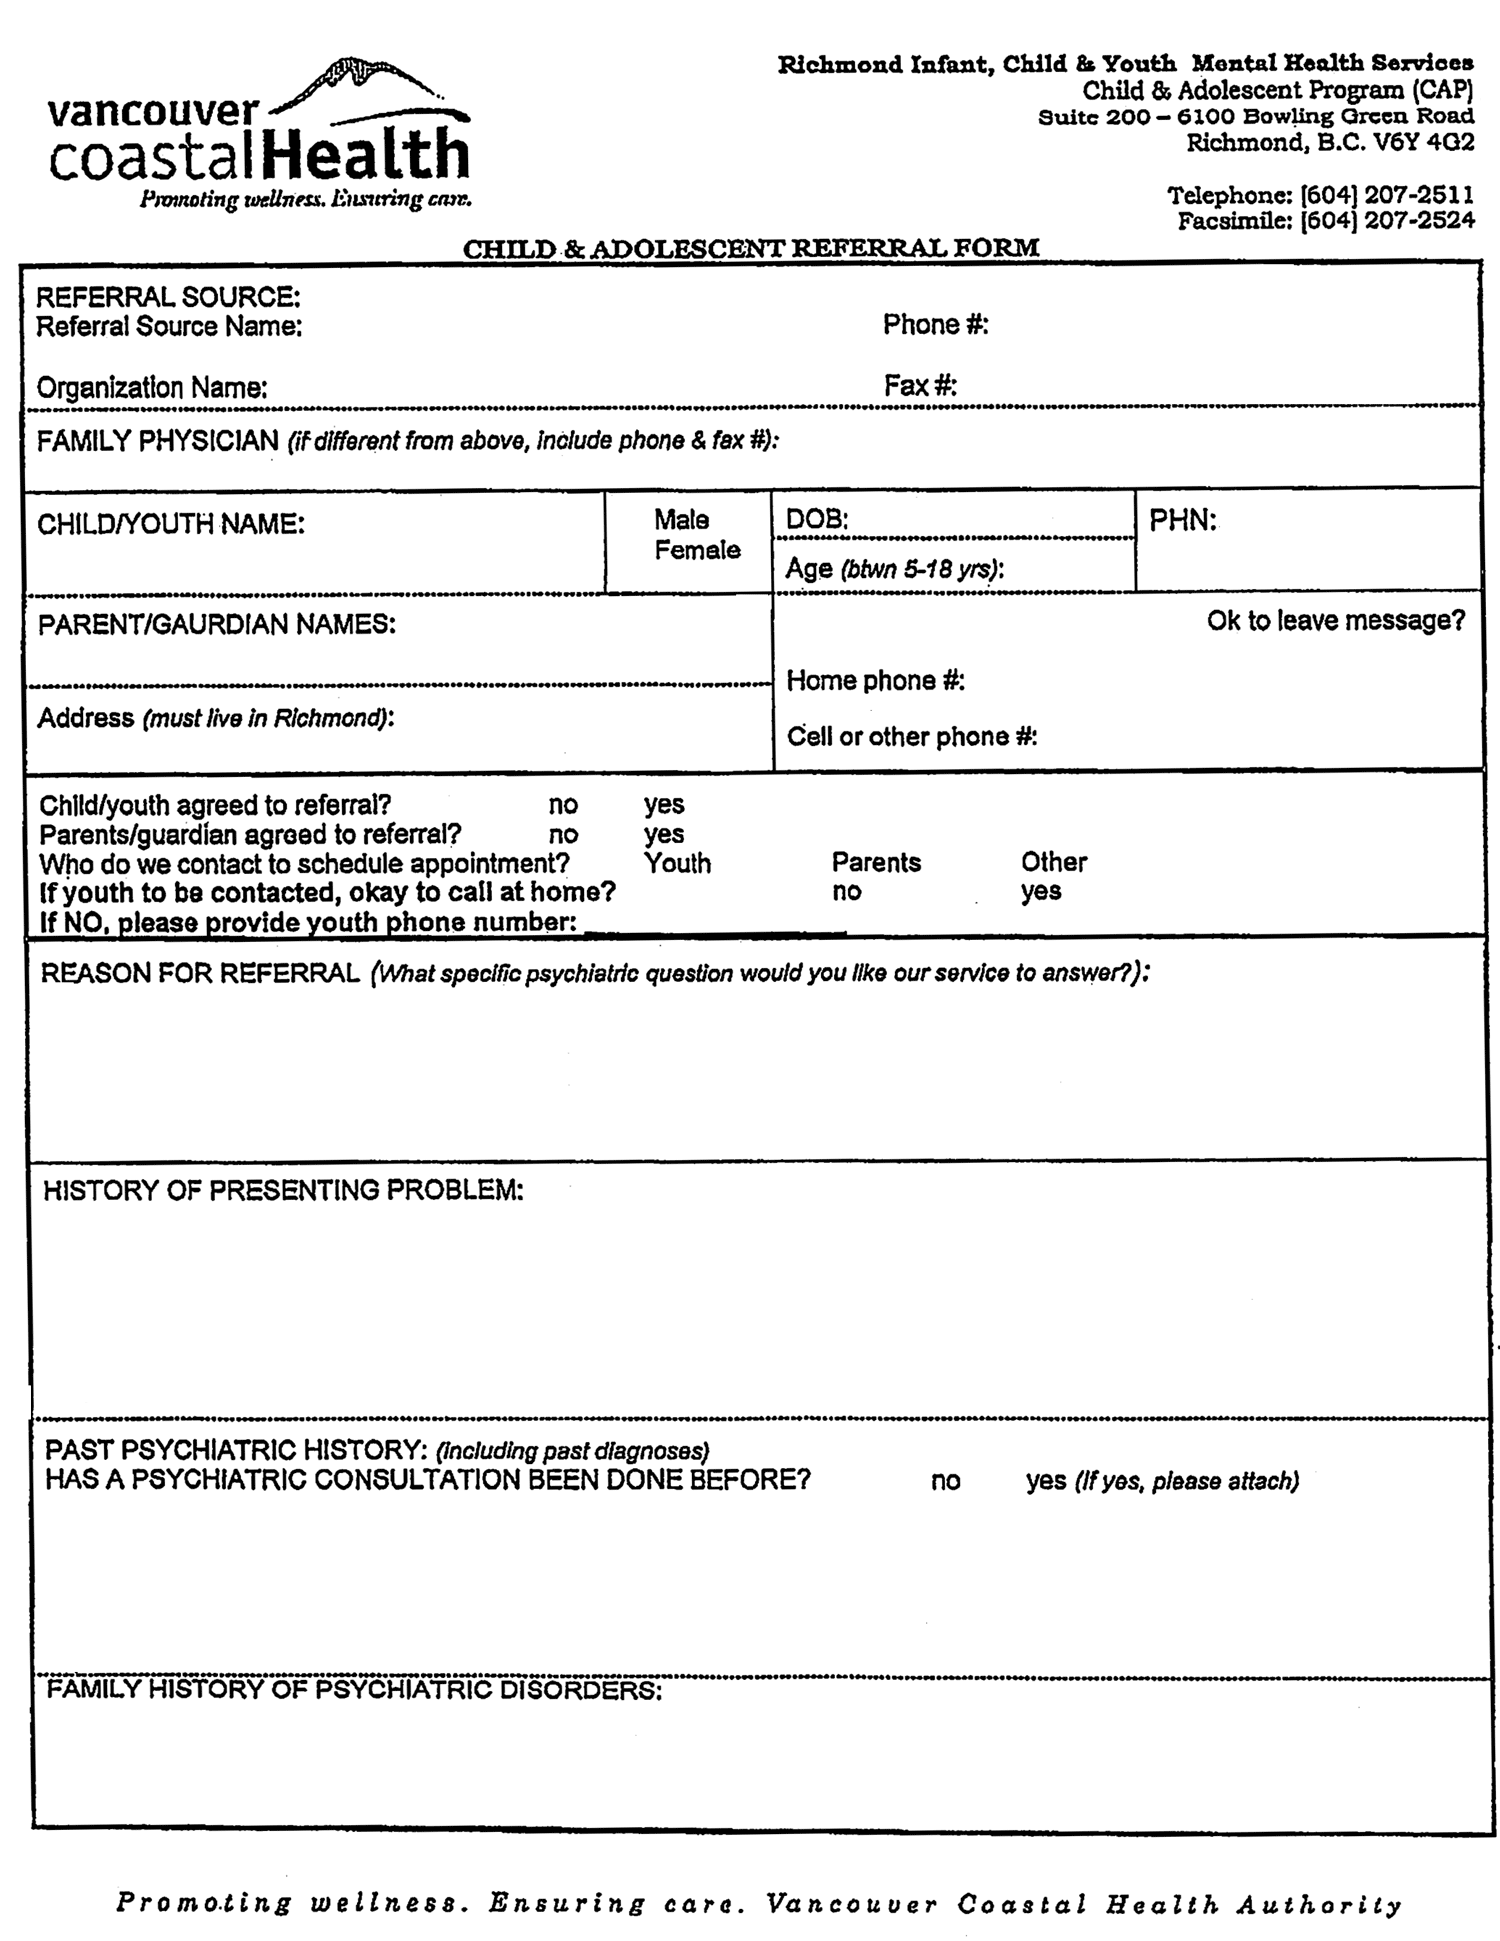 vancouver
coastalHealth
Promoting wellness. Ensuring care.
Richmond Infant, Child & Youth Mental Health Services
Child & Adolescent Program (CAP)
Suite 200 – 6100 Bowling Green Road
Richmond, B.C. V6Y 4G2
Telephone: [604] 207-2511
Facsimile: [604] 207-2524
CHILD & ADOLESCENT REFERRAL FORM
REFERRAL SOURCE:
Referral Source Name: Phone #:
Organization Name: Fax #:
FAMILY PHYSICIAN (if different from above, include phone & fax #):
CHILD/YOUTH NAME:
Male
Female
DOB:
Age (btwn 5-18 yrs):
PHN:
PARENT/GAURDIAN NAMES:
Ok to leave message?
Home phone #:
Address (must live in Richmond):
Cell or other phone #:
Child/youth agreed to referral? no yes
Parents/guardian agreed to referral? no yes
Who do we contact to schedule appointment? Youth Parents Other
If youth to be contacted, okay to call at home? no yes
If NO, please provide youth phone number:
REASON FOR REFERRAL (What specific psychiatric question would you like our service to answer?):
HISTORY OF PRESENTING PROBLEM:
PAST PSYCHIATRIC HISTORY: (including past diagnoses)
HAS A PSYCHIATRIC CONSULTATION BEEN DONE BEFORE? no yes (If yes, please attach)
FAMILY HISTORY OF PSYCHIATRIC DISORDERS:
Promoting wellness. Ensuring care. Vancouver Coastal Health Authority